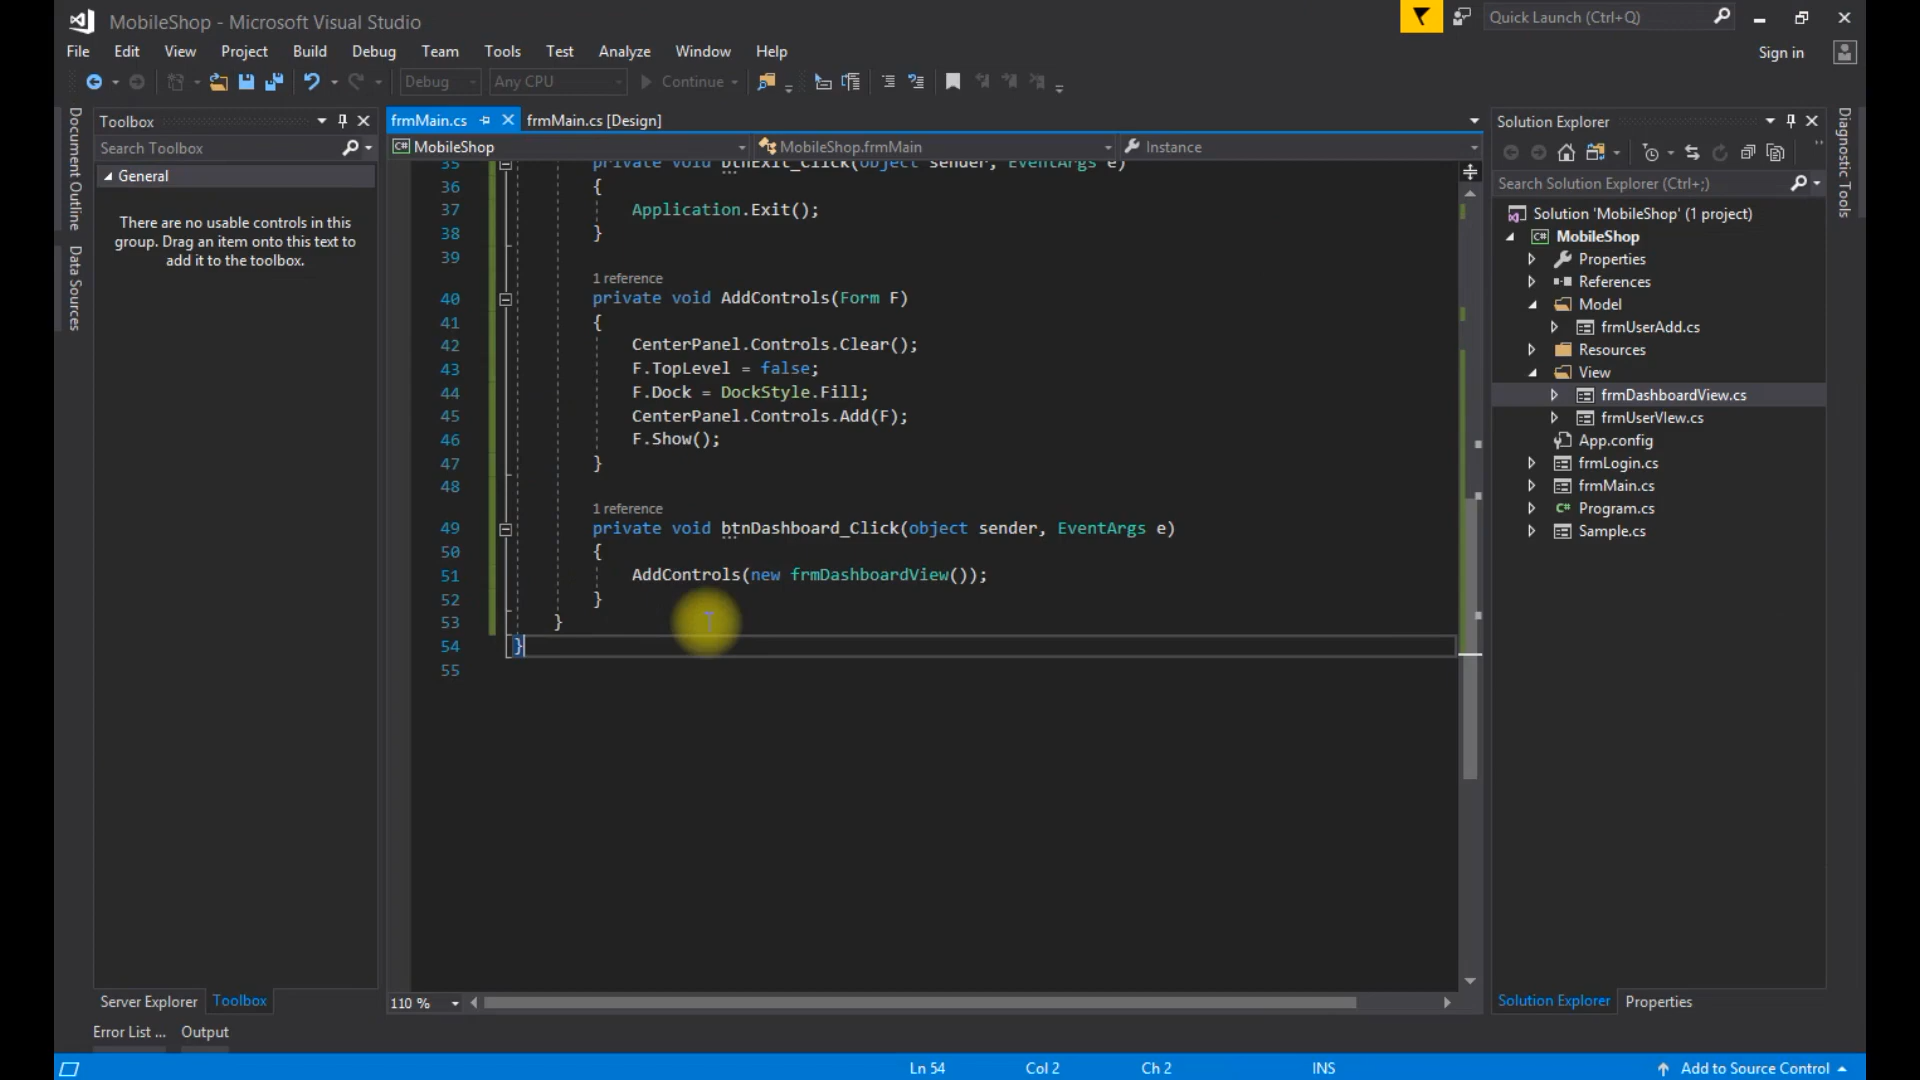 MobileShop - Microsoft Visual Studio
Quick Launch (Ctrl+Q)
File Edit View Project Build Debug Team Tools Test Analyze Window Help
Sign in
Debug Any CPU Continue
Document Outline
Data Sources
Toolbox
Search Toolbox
General
There are no usable controls in this
group. Drag an item onto this text to
add it to the toolbox.
Server Explorer Toolbox
Error List ... Output
frmMain.cs frmMain.cs [Design]
MobileShop MobileShop.frmMain Instance
35 private void btnExit_Click(object sender, EventArgs e)
36 {
37 Application.Exit();
38 }
39
1 reference
40 private void AddControls(Form F)
41 {
42 CenterPanel.Controls.Clear();
43 F.TopLevel = false;
44 F.Dock = DockStyle.Fill;
45 CenterPanel.Controls.Add(F);
46 F.Show();
47 }
48
1 reference
49 private void btnDashboard_Click(object sender, EventArgs e)
50 {
51 AddControls(new frmDashboardView());
52 }
53 }
54 }
55
110 %
Solution Explorer
Search Solution Explorer (Ctrl+;)
Solution 'MobileShop' (1 project)
C# MobileShop
Properties
References
Model
frmUserAdd.cs
Resources
View
frmDashboardView.cs
frmUserVIew.cs
App.config
frmLogin.cs
frmMain.cs
C# Program.cs
Sample.cs
Solution Explorer Properties
Diagnostic Tools
Ln 54 Col 2 Ch 2 INS Add to Source Control